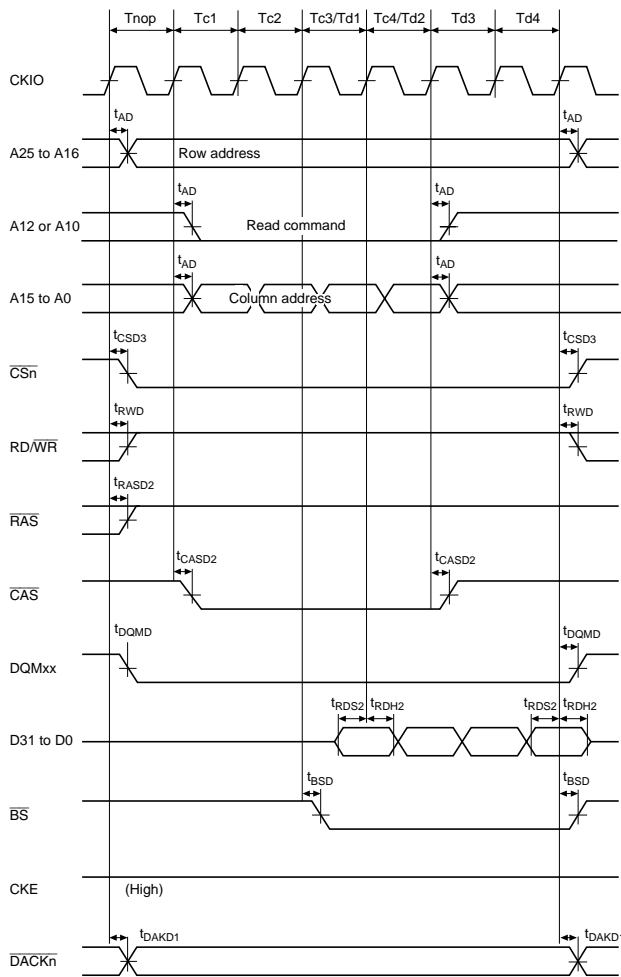 Tnop Tc1 Tc2 Tc3/Td1 Tc4/Td2 Td3 Td4
CKIO
tAD tAD
A25 to A16 Row address
tAD tAD
A12 or A10 Read command
tAD tAD
A15 to A0 Column address
tCSD3 tCSD3
CSn
tRWD tRWD
RD/WR
tRASD2
RAS
tCASD2 tCASD2
CAS
tDQMD tDQMD
DQMxx
tRDS2 tRDH2 tRDS2 tRDH2
D31 to D0
tBSD tBSD
BS
CKE (High)
tDAKD1 tDAKD1
DACKn